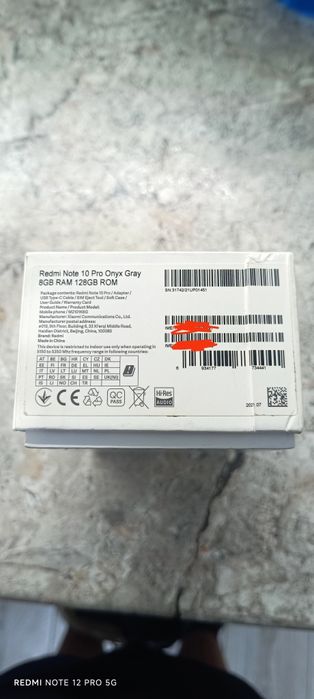 Redmi Note 10 Pro Onyx Gray
8GB RAM 128GB ROM
Package contents: Redmi Note 10 Pro / Adapter /
USB Type-C Cable / SIM Eject Tool / Soft Case /
User Guide / Warranty Card
Product Name / Product Model:
Mobile phone / M2101K6G
Manufacturer: Xiaomi Communications Co., Ltd.
Manufacturer postal address:
#019, 9th Floor, Building 6, 33 Xi'erqi Middle Road,
Haidian District, Beijing, China, 100085
Brand: Redmi
Made in China
This device is restricted to indoor use only when operating in
5150 to 5350 Mhz frequency range in following countries:
AT BE BG HR CY CZ DK
EE FI FR DE EL HU IE
IT LV LT LU MT NL PL
PT RO SK SI ES SE UK(NI)
IS LI NO CH TR
CE
QC
PASS
Hi-Res
AUDIO
SN:
IME
6 934177 734441
2021.07
REDMI NOTE 12 PRO 5G